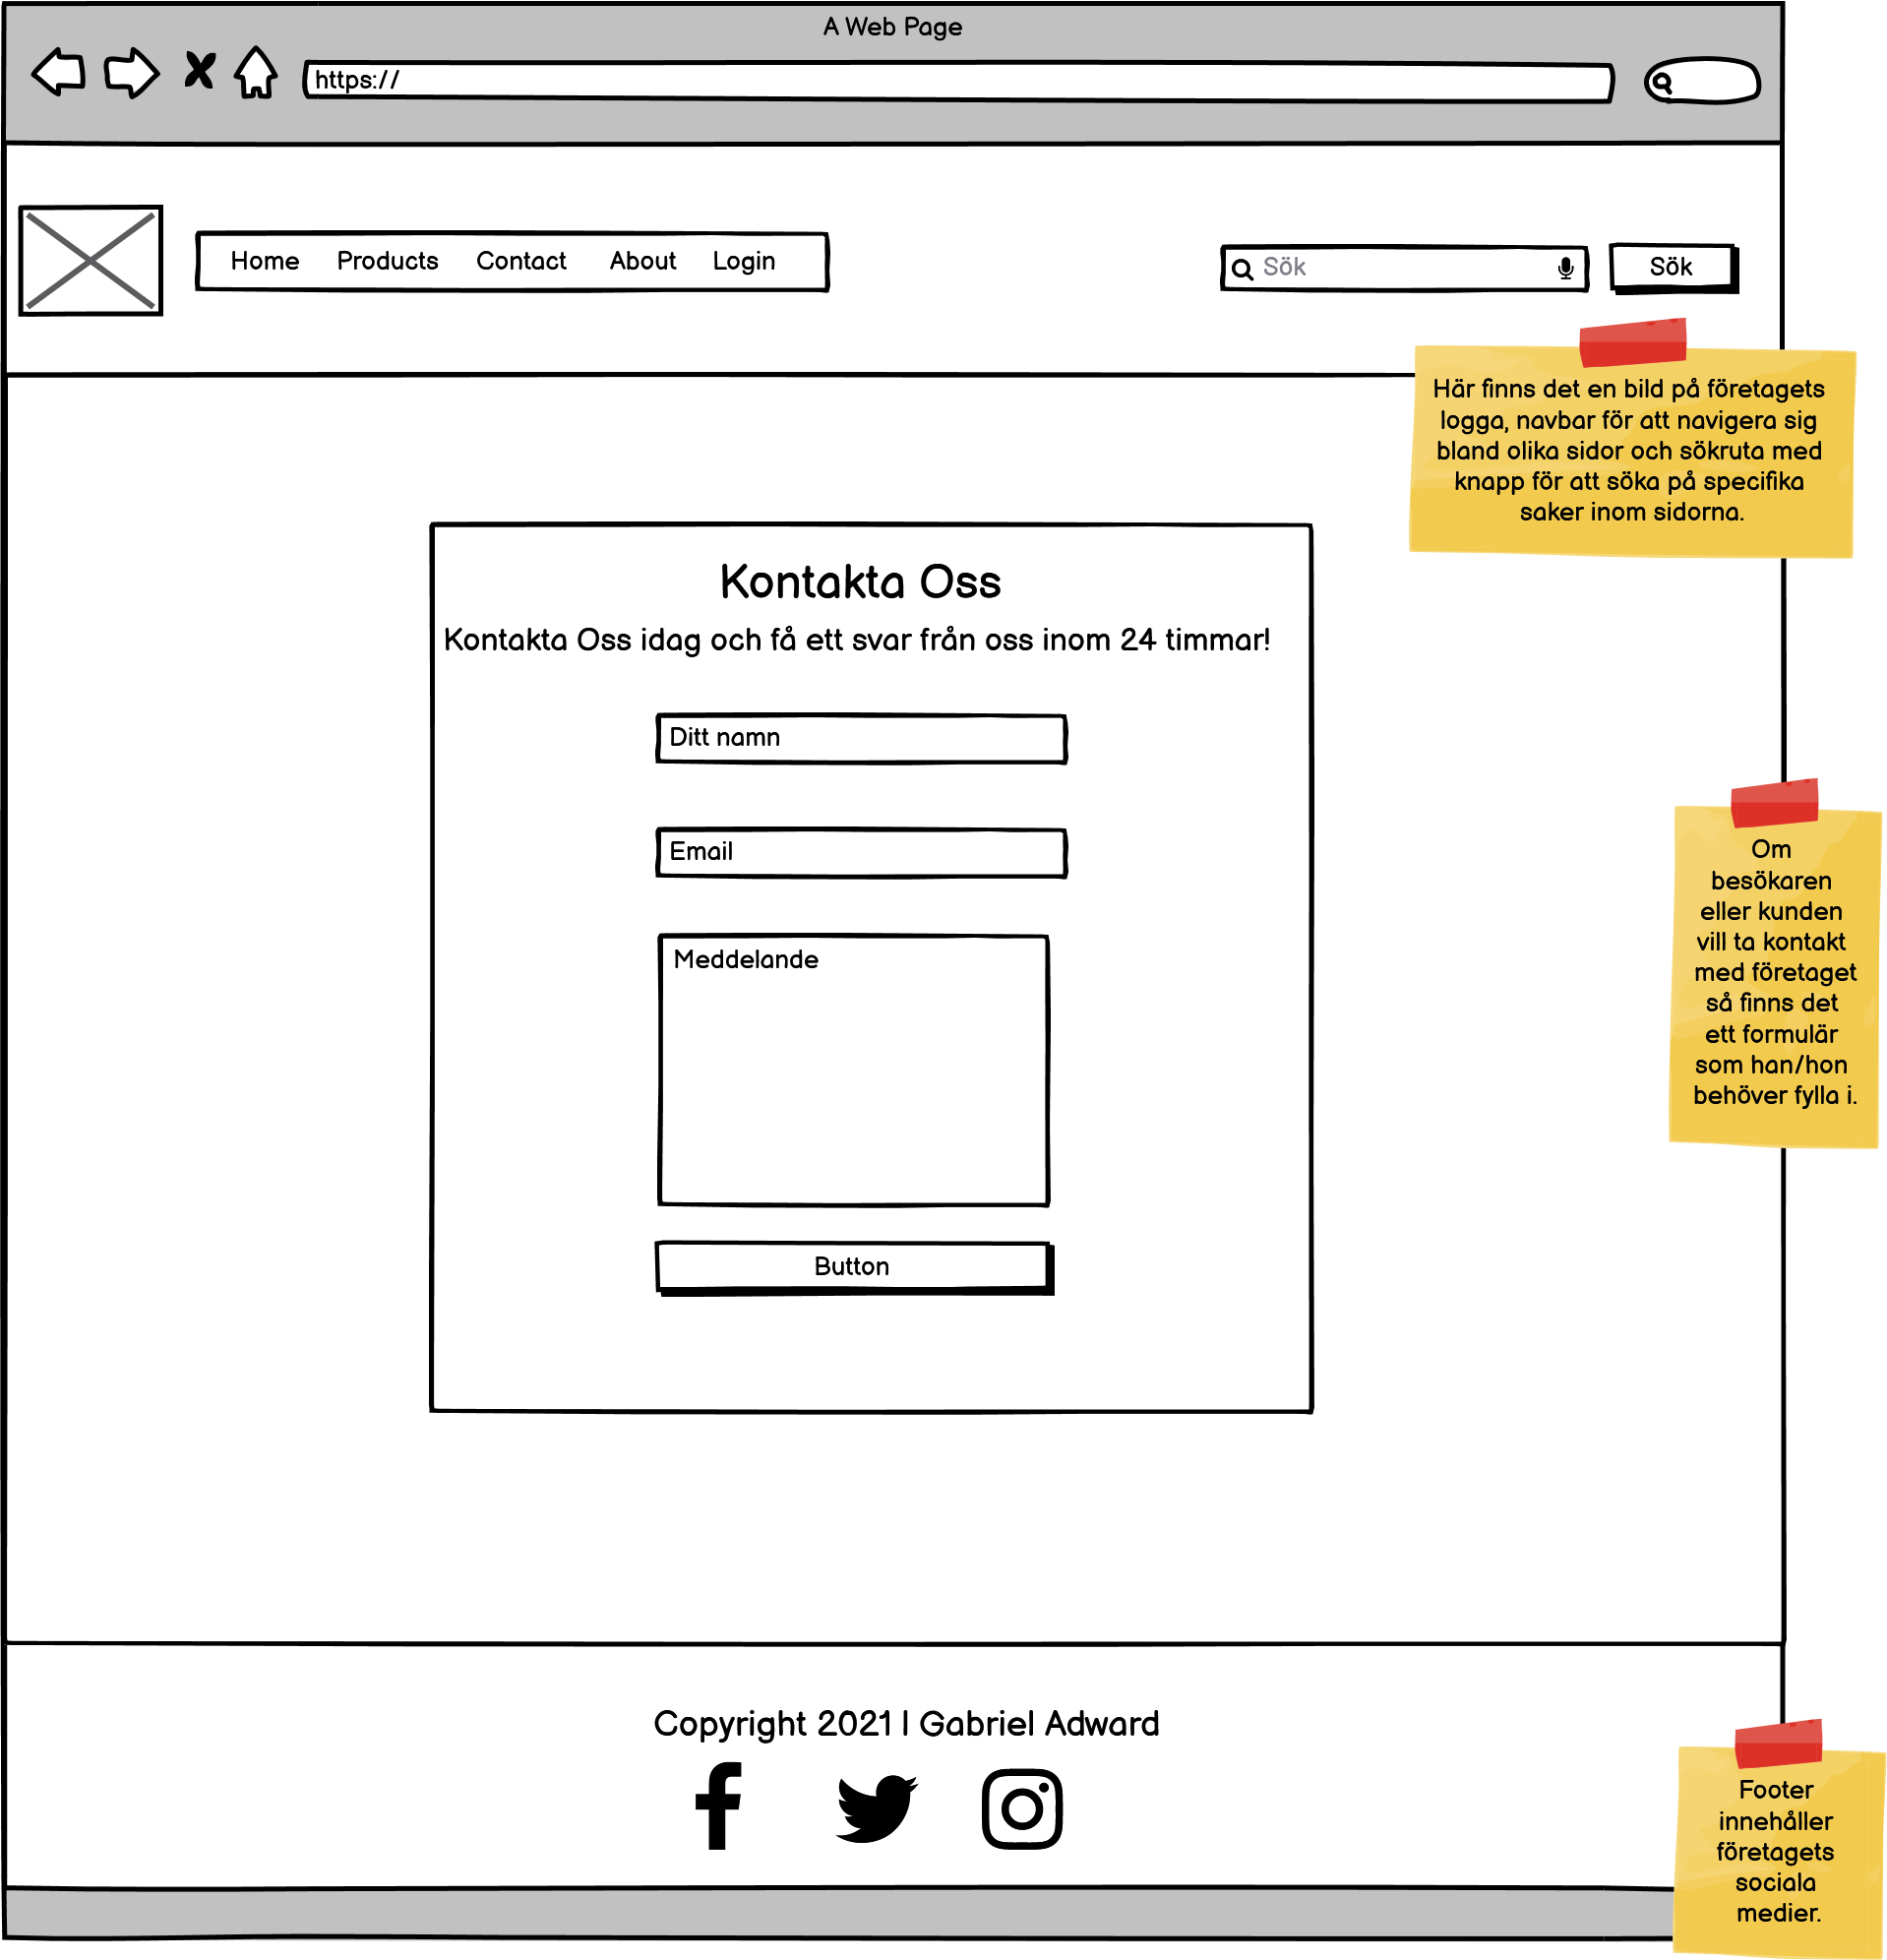 A Web Page
https://
Home Products Contact About Login
Sök
Sök
Här finns det en bild på företagets
logga, navbar för att navigera sig
bland olika sidor och sökruta med
knapp för att söka på specifika
saker inom sidorna.
Kontakta Oss
Kontakta Oss idag och få ett svar från oss inom 24 timmar!
Ditt namn
Email
Meddelande
Button
Om
besökaren
eller kunden
vill ta kontakt
med företaget
så finns det
ett formulär
som han/hon
behöver fylla i.
Copyright 2021 | Gabriel Adward
Footer
innehåller
företagets
sociala
medier.